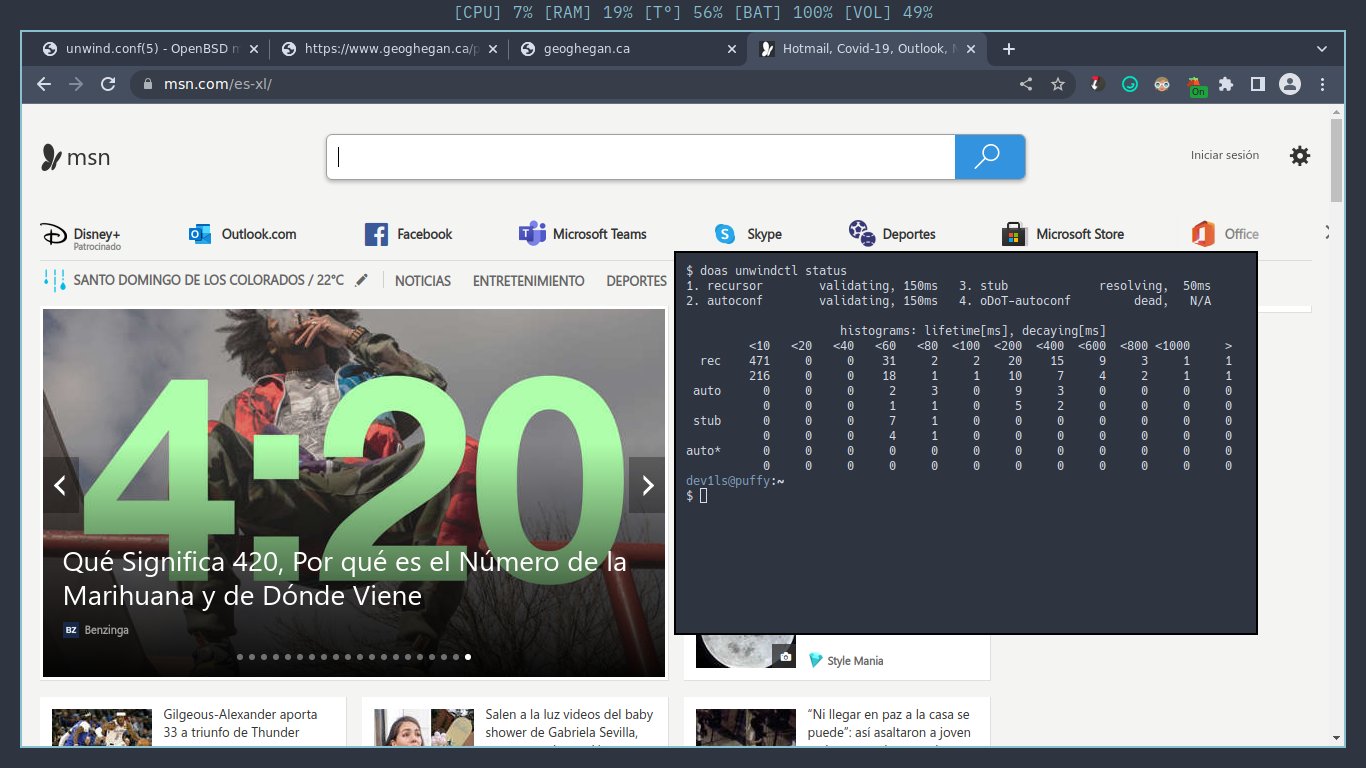 [CPU] 7% [RAM] 19% [T°] 56% [BAT] 100% [VOL] 49%
unwind.conf(5) - OpenBSD m
https://www.geoghegan.ca/p
geoghegan.ca
Hotmail, Covid-19, Outlook, M
msn.com/es-xl/
On
msn
Iniciar sesión
Disney+
Patrocinado
Outlook.com
Facebook
Microsoft Teams
Skype
Deportes
Microsoft Store
Office
SANTO DOMINGO DE LOS COLORADOS / 22°C
NOTICIAS
ENTRETENIMIENTO
DEPORTES
4:20
Qué Significa 420, Por qué es el Número de la
Marihuana y de Dónde Viene
BZ Benzinga
$ doas unwindctl status
1. recursor validating, 150ms 3. stub resolving, 50ms
2. autoconf validating, 150ms 4. oDoT-autoconf dead, N/A
histograms: lifetime[ms], decaying[ms]
<10 <20 <40 <60 <80 <100 <200 <400 <600 <800 <1000 >
rec 471 0 0 31 2 2 20 15 9 3 1 1
216 0 0 18 1 1 10 7 4 2 1 1
auto 0 0 0 2 3 0 9 3 0 0 0 0
0 0 0 1 1 0 5 2 0 0 0 0
stub 0 0 0 7 1 0 0 0 0 0 0 0
0 0 0 4 1 0 0 0 0 0 0 0
auto* 0 0 0 0 0 0 0 0 0 0 0 0
0 0 0 0 0 0 0 0 0 0 0 0
dev1ls@puffy:~
$
Style Mania
Gilgeous-Alexander aporta
33 a triunfo de Thunder
Salen a la luz videos del baby
shower de Gabriela Sevilla,
“Ni llegar en paz a la casa se
puede”: así asaltaron a joven